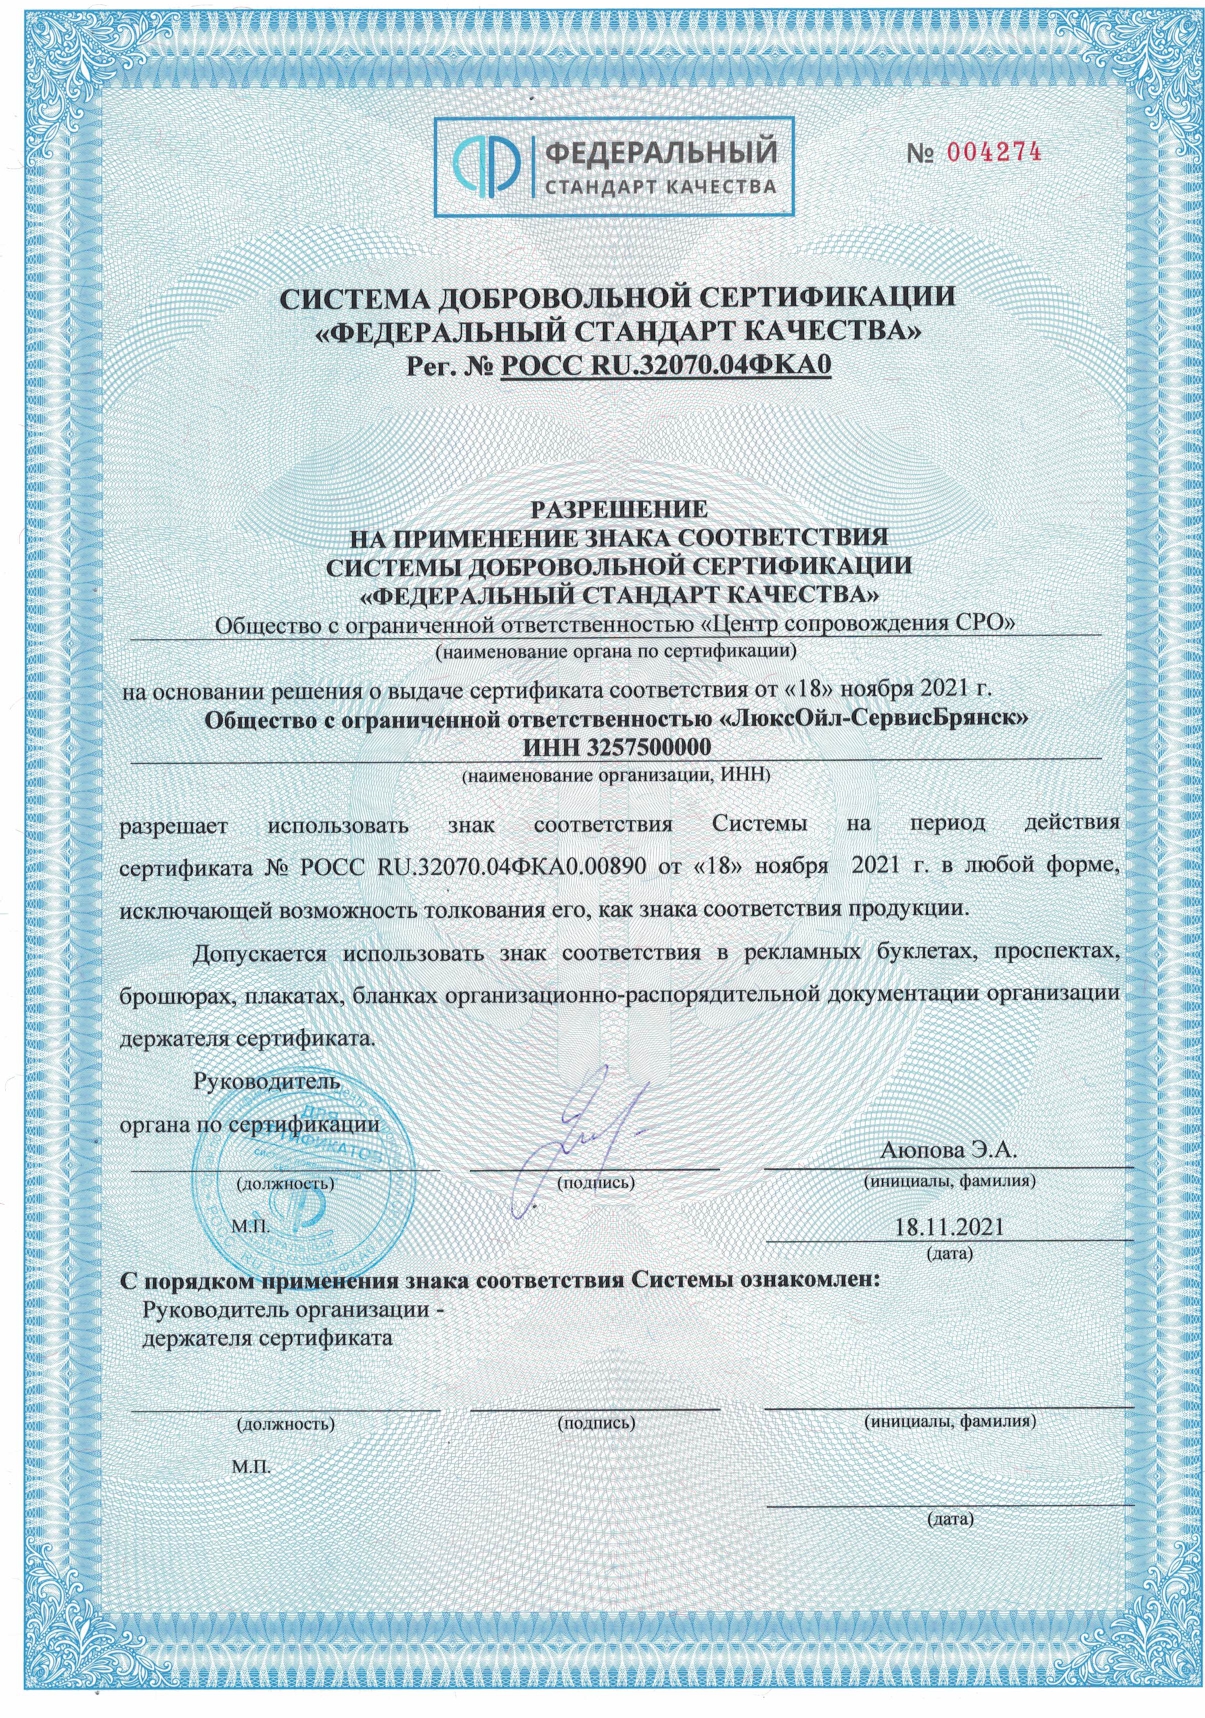 ФЕДЕРАЛЬНЫЙ
СТАНДАРТ КАЧЕСТВА
№ 004274
СИСТЕМА ДОБРОВОЛЬНОЙ СЕРТИФИКАЦИИ
«ФЕДЕРАЛЬНЫЙ СТАНДАРТ КАЧЕСТВА»
Рег. № РОСС RU.32070.04ФКА0
РАЗРЕШЕНИЕ
НА ПРИМЕНЕНИЕ ЗНАКА СООТВЕТСТВИЯ
СИСТЕМЫ ДОБРОВОЛЬНОЙ СЕРТИФИКАЦИИ
«ФЕДЕРАЛЬНЫЙ СТАНДАРТ КАЧЕСТВА»
Общество с ограниченной ответственностью «Центр сопровождения СРО»
(наименование органа по сертификации)
на основании решения о выдаче сертификата соответствия от «18» ноября 2021 г.
Общество с ограниченной ответственностью «ЛюксОйл-СервисБрянск»
ИНН 3257500000
(наименование организации, ИНН)
разрешает использовать знак соответствия Системы на период действия
сертификата № РОСС RU.32070.04ФКА0.00890 от «18» ноября 2021 г. в любой форме,
исключающей возможность толкования его, как знака соответствия продукции.
Допускается использовать знак соответствия в рекламных буклетах, проспектах,
брошюрах, плакатах, бланках организационно-распорядительной документации организации
держателя сертификата.
Руководитель
органа по сертификации
Аюпова Э.А.
(должность) (подпись) (инициалы, фамилия)
М.П.
18.11.2021
(дата)
С порядком применения знака соответствия Системы ознакомлен:
Руководитель организации -
держателя сертификата
(должность) (подпись) (инициалы, фамилия)
М.П.
(дата)